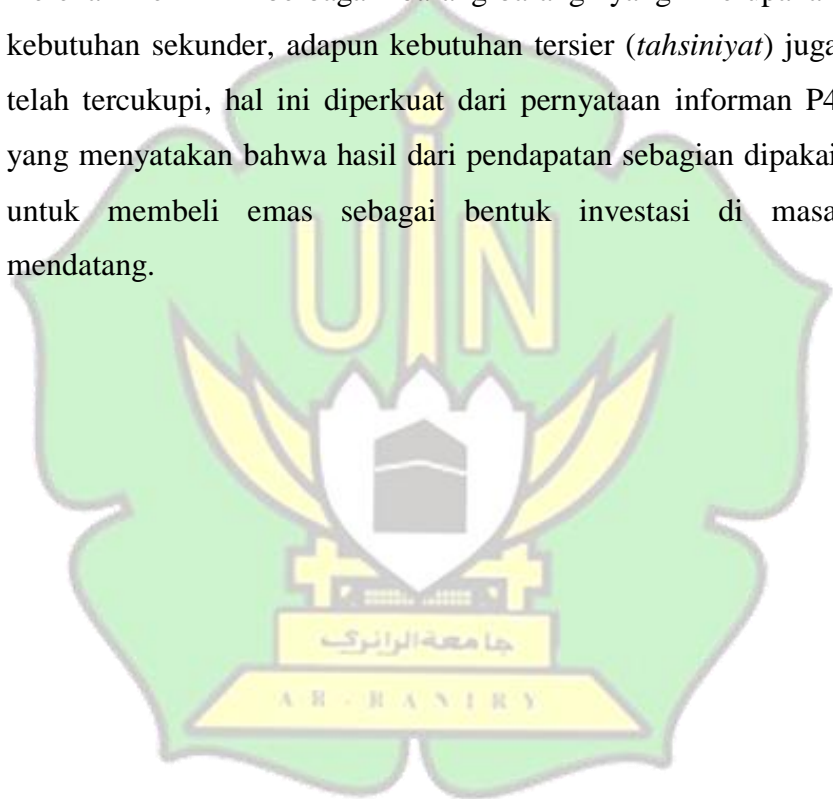 kebutuhan sekunder, adapun kebutuhan tersier (tahsiniyat) juga
telah tercukupi, hal ini diperkuat dari pernyataan informan P4
yang menyatakan bahwa hasil dari pendapatan sebagian dipakai
untuk membeli emas sebagai bentuk investasi di masa
mendatang.
UIN
جامعة الرانري
AR-RANIRY